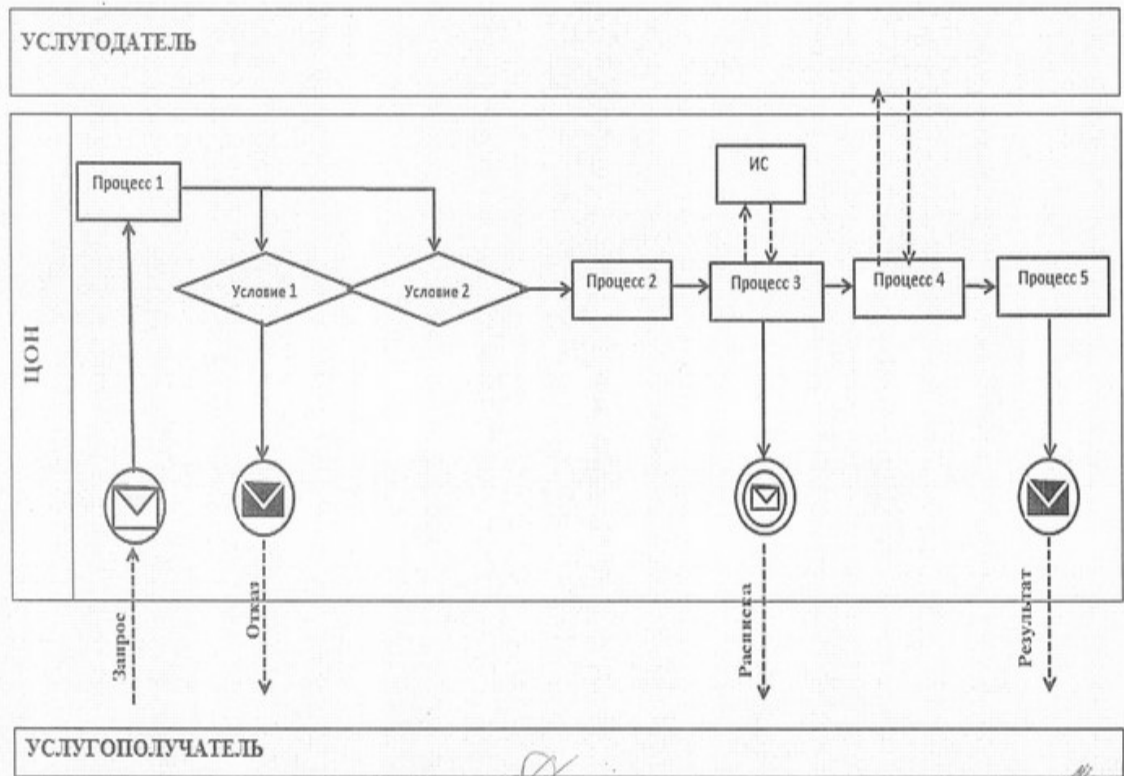 УСЛУГОДАТЕЛЬ
ЦОН
Процесс 1
ИС
Условие 1
Условие 2
Процесс 2
Процесс 3
Процесс 4
Процесс 5
Запрос
Отказ
Расписка
Результат
УСЛУГОПОЛУЧАТЕЛЬ